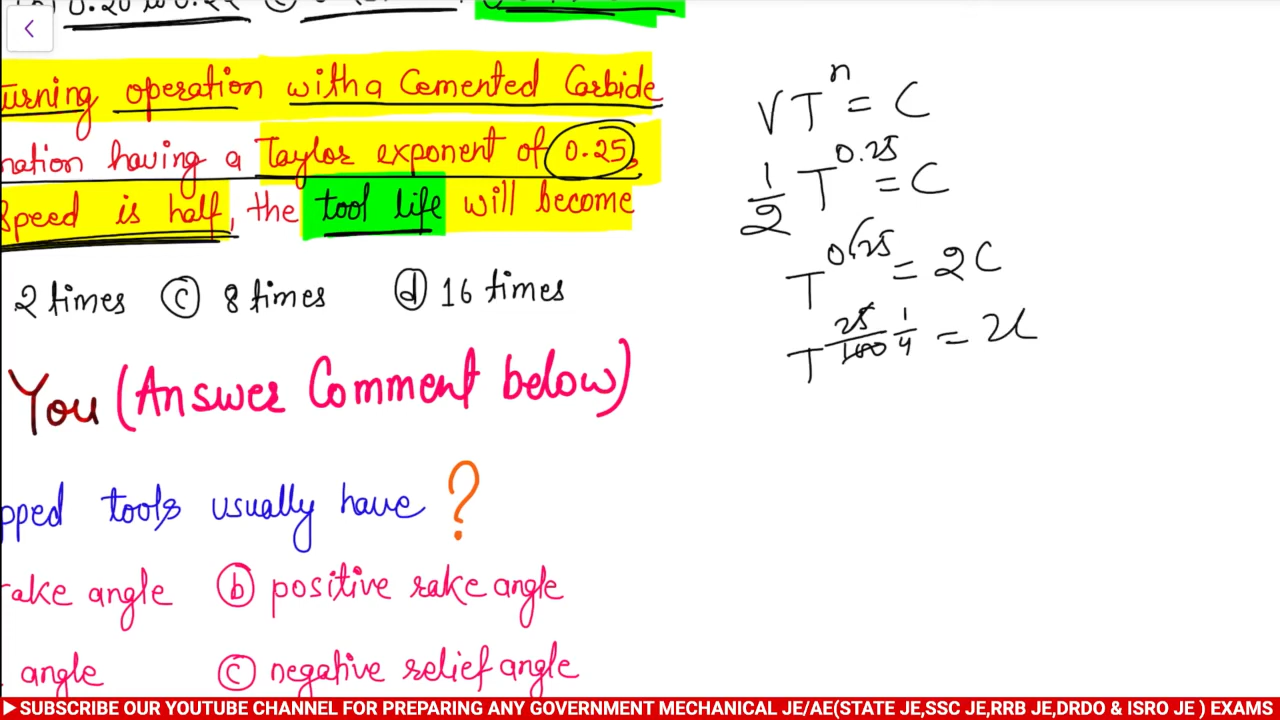 0.20 to 0.22 ©
urning operation with a Cemented Carbide
nation having a Taylor exponent of 0.25,
Speed is half, the tool life will become
2 times ⓒ 8 times ⓓ 16 times
You (Answer Comment below)
pped tools usually have ?
rake angle ⓑ positive rake angle
angle ⓒ negative relief angle
VTⁿ = C
1/2 T^0.25 = C
T^0.25 = 2C
T^25/100 1/4 = 2C
▶ SUBSCRIBE OUR YOUTUBE CHANNEL FOR PREPARING ANY GOVERNMENT MECHANICAL JE/AE(STATE JE,SSC JE,RRB JE,DRDO & ISRO JE ) EXAMS